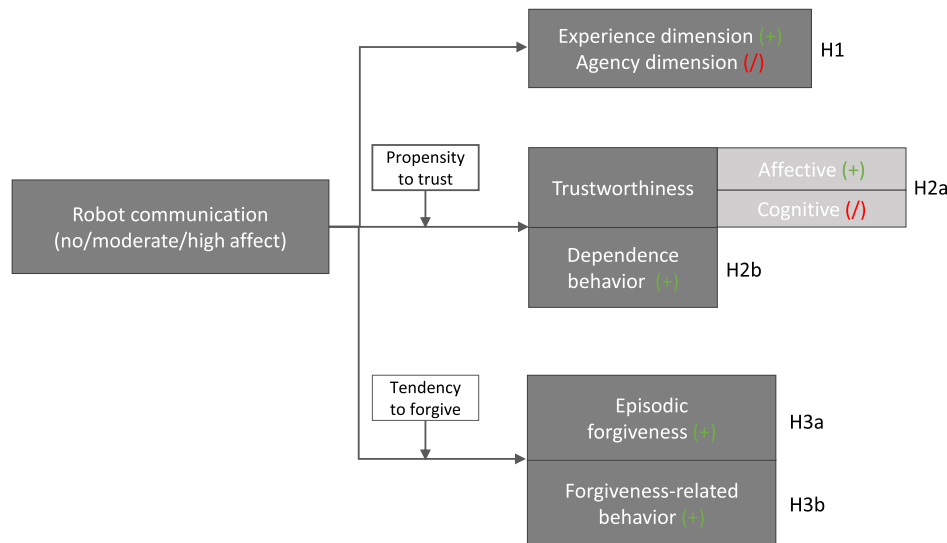 Experience dimension (+)
Agency dimension (/)
H1
Propensity
to trust
Robot communication
(no/moderate/high affect)
Trustworthiness
Affective (+)
Cognitive (/)
H2a
Dependence
behavior (+)
H2b
Tendency
to forgive
Episodic
forgiveness (+)
H3a
Forgiveness-related
behavior (+)
H3b